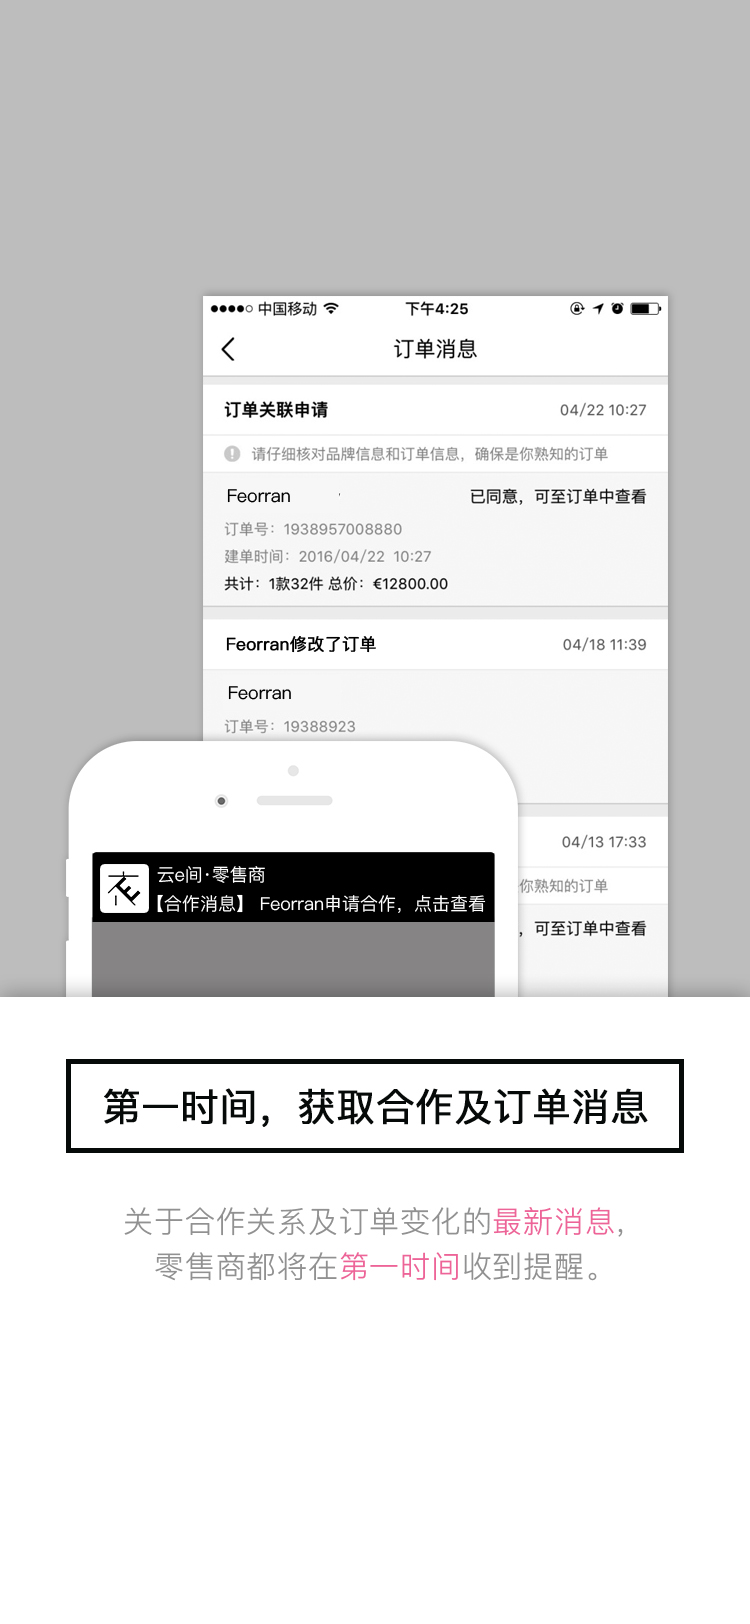 中国移动 下午4:25
订单消息
订单关联申请 04/22 10:27
请仔细核对品牌信息和订单信息，确保是你熟知的订单
Feorran 已同意，可至订单中查看
订单号：1938957008880
建单时间：2016/04/22 10:27
共计：1款32件 总价：€12800.00
Feorran修改了订单 04/18 11:39
Feorran
订单号：19388923
04/13 17:33
你熟知的订单
，可至订单中查看
云e间·零售商
【合作消息】 Feorran申请合作，点击查看
第一时间，获取合作及订单消息
关于合作关系及订单变化的最新消息，
零售商都将在第一时间收到提醒。